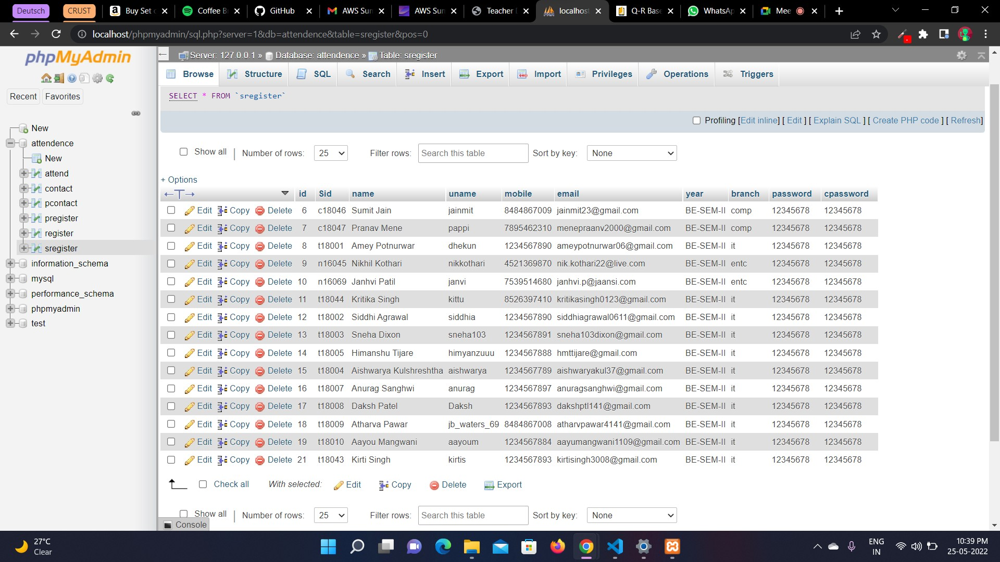 Deutsch CRUST Buy Set Coffee B GitHub AWS Sun AWS Sun Teacher localhost Q-R Base WhatsAp Mee
localhost/phpmyadmin/sql.php?server=1&db=attendence&table=sregister&pos=0
phpMyAdmin
Recent Favorites
New
attendence
New
attend
contact
pcontact
pregister
register
sregister
information_schema
mysql
performance_schema
phpmyadmin
test
Server: 127.0.0.1 » Database: attendence » Table: sregister
Browse Structure SQL Search Insert Export Import Privileges Operations Triggers
SELECT * FROM `sregister`
Profiling [Edit inline] [ Edit ] [ Explain SQL ] [ Create PHP code ] [ Refresh]
Show all | Number of rows: 25 Filter rows: Search this table Sort by key: None
+ Options
←T→ id Sid name uname mobile email year branch password cpassword
Edit Copy Delete 6 c18046 Sumit Jain jainmit 8484867009 jainmit23@gmail.com BE-SEM-II comp 12345678 12345678
Edit Copy Delete 7 c18047 Pranav Mene pappi 7895462310 menepraanv2000@gmail.com BE-SEM-II comp 12345678 12345678
Edit Copy Delete 8 t18001 Amey Potnurwar dhekun 1234567890 ameypotnurwar06@gmail.com BE-SEM-II it 12345678 12345678
Edit Copy Delete 9 n16045 Nikhil Kothari nikkothari 4521369870 nik.kothari22@live.com BE-SEM-II entc 12345678 12345678
Edit Copy Delete 10 n16069 Janhvi Patil janvi 7539514680 janhvi.p@jaansi.com BE-SEM-II entc 12345678 12345678
Edit Copy Delete 11 t18044 Kritika Singh kittu 8526397410 kritikasingh0123@gmail.com BE-SEM-II it 12345678 12345678
Edit Copy Delete 12 t18002 Siddhi Agrawal siddhia 1234567890 siddhiagrawal0611@gmail.com BE-SEM-II it 12345678 12345678
Edit Copy Delete 13 t18003 Sneha Dixon sneha103 1234567891 sneha103dixon@gmail.com BE-SEM-II it 12345678 12345678
Edit Copy Delete 14 t18005 Himanshu Tijare himyanzuuu 1234567888 hmttijare@gmail.com BE-SEM-II it 12345678 12345678
Edit Copy Delete 15 t18004 Aishwarya Kulshreshtha aishwarya 1234567789 aishwaryakul37@gmail.com BE-SEM-II it 12345678 12345678
Edit Copy Delete 16 t18007 Anurag Sanghwi anurag 1234567897 anuragsanghwi@gmail.com BE-SEM-II it 12345678 12345678
Edit Copy Delete 17 t18008 Daksh Patel Daksh 1234567893 dakshptl141@gmail.com BE-SEM-II it 12345678 12345678
Edit Copy Delete 18 t18009 Atharva Pawar jb_waters_69 8484867008 atharvpawar4141@gmail.com BE-SEM-II it 12345678 12345678
Edit Copy Delete 19 t18010 Aayou Mangwani aayoum 1234567884 aayumangwani1109@gmail.com BE-SEM-II it 12345678 12345678
Edit Copy Delete 21 t18043 Kirti Singh kirtis 1234567893 kirtisingh3008@gmail.com BE-SEM-II it 12345678 12345678
Check all With selected: Edit Copy Delete Export
Show all | Number of rows: 25 Filter rows: Search this table Sort by key: None
Console
27°C
Clear
ENG
IN
10:39 PM
25-05-2022